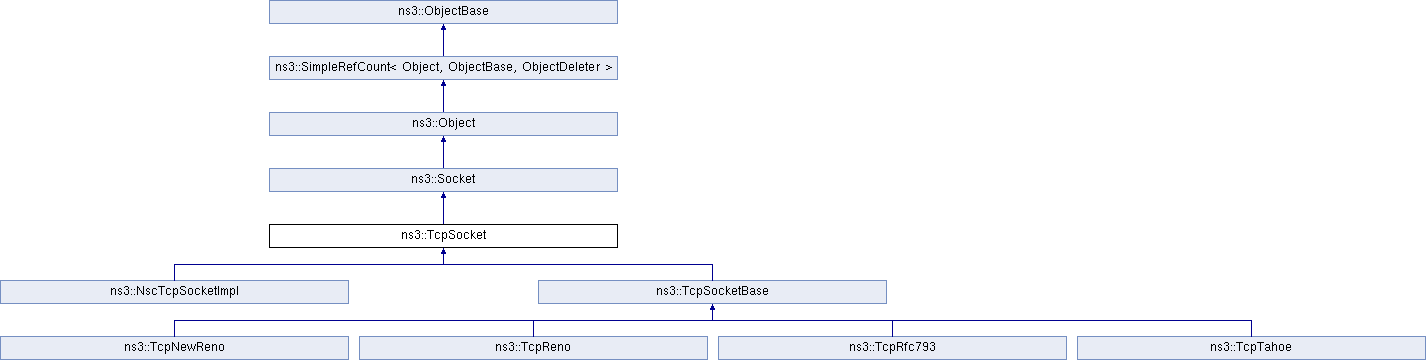 ns3::ObjectBase
ns3::SimpleRefCount< Object, ObjectBase, ObjectDeleter >
ns3::Object
ns3::Socket
ns3::TcpSocket
ns3::NscTcpSocketImpl
ns3::TcpSocketBase
ns3::TcpNewReno
ns3::TcpReno
ns3::TcpRfc793
ns3::TcpTahoe